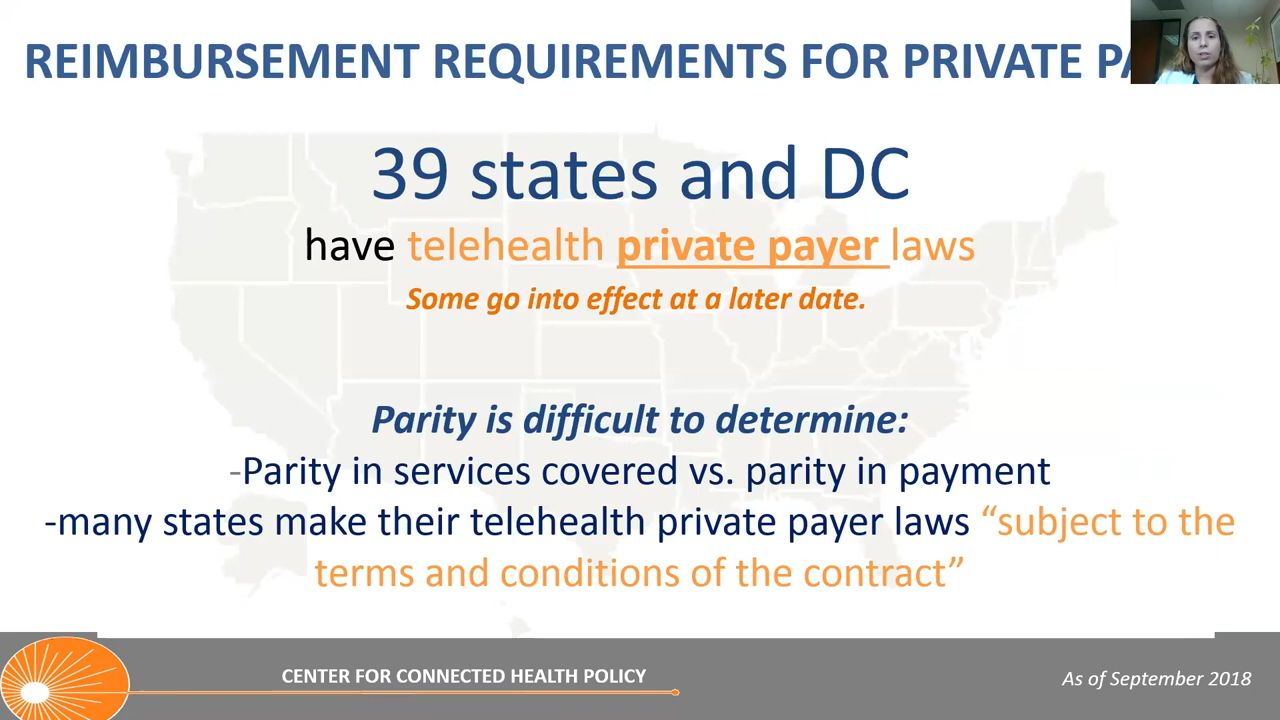 REIMBURSEMENT REQUIREMENTS FOR PRIVATE
39 states and DC
have telehealth private payer laws
Some go into effect at a later date.
Parity is difficult to determine:
-Parity in services covered vs. parity in payment
-many states make their telehealth private payer laws “subject to the
terms and conditions of the contract”
CENTER FOR CONNECTED HEALTH POLICY
As of September 2018